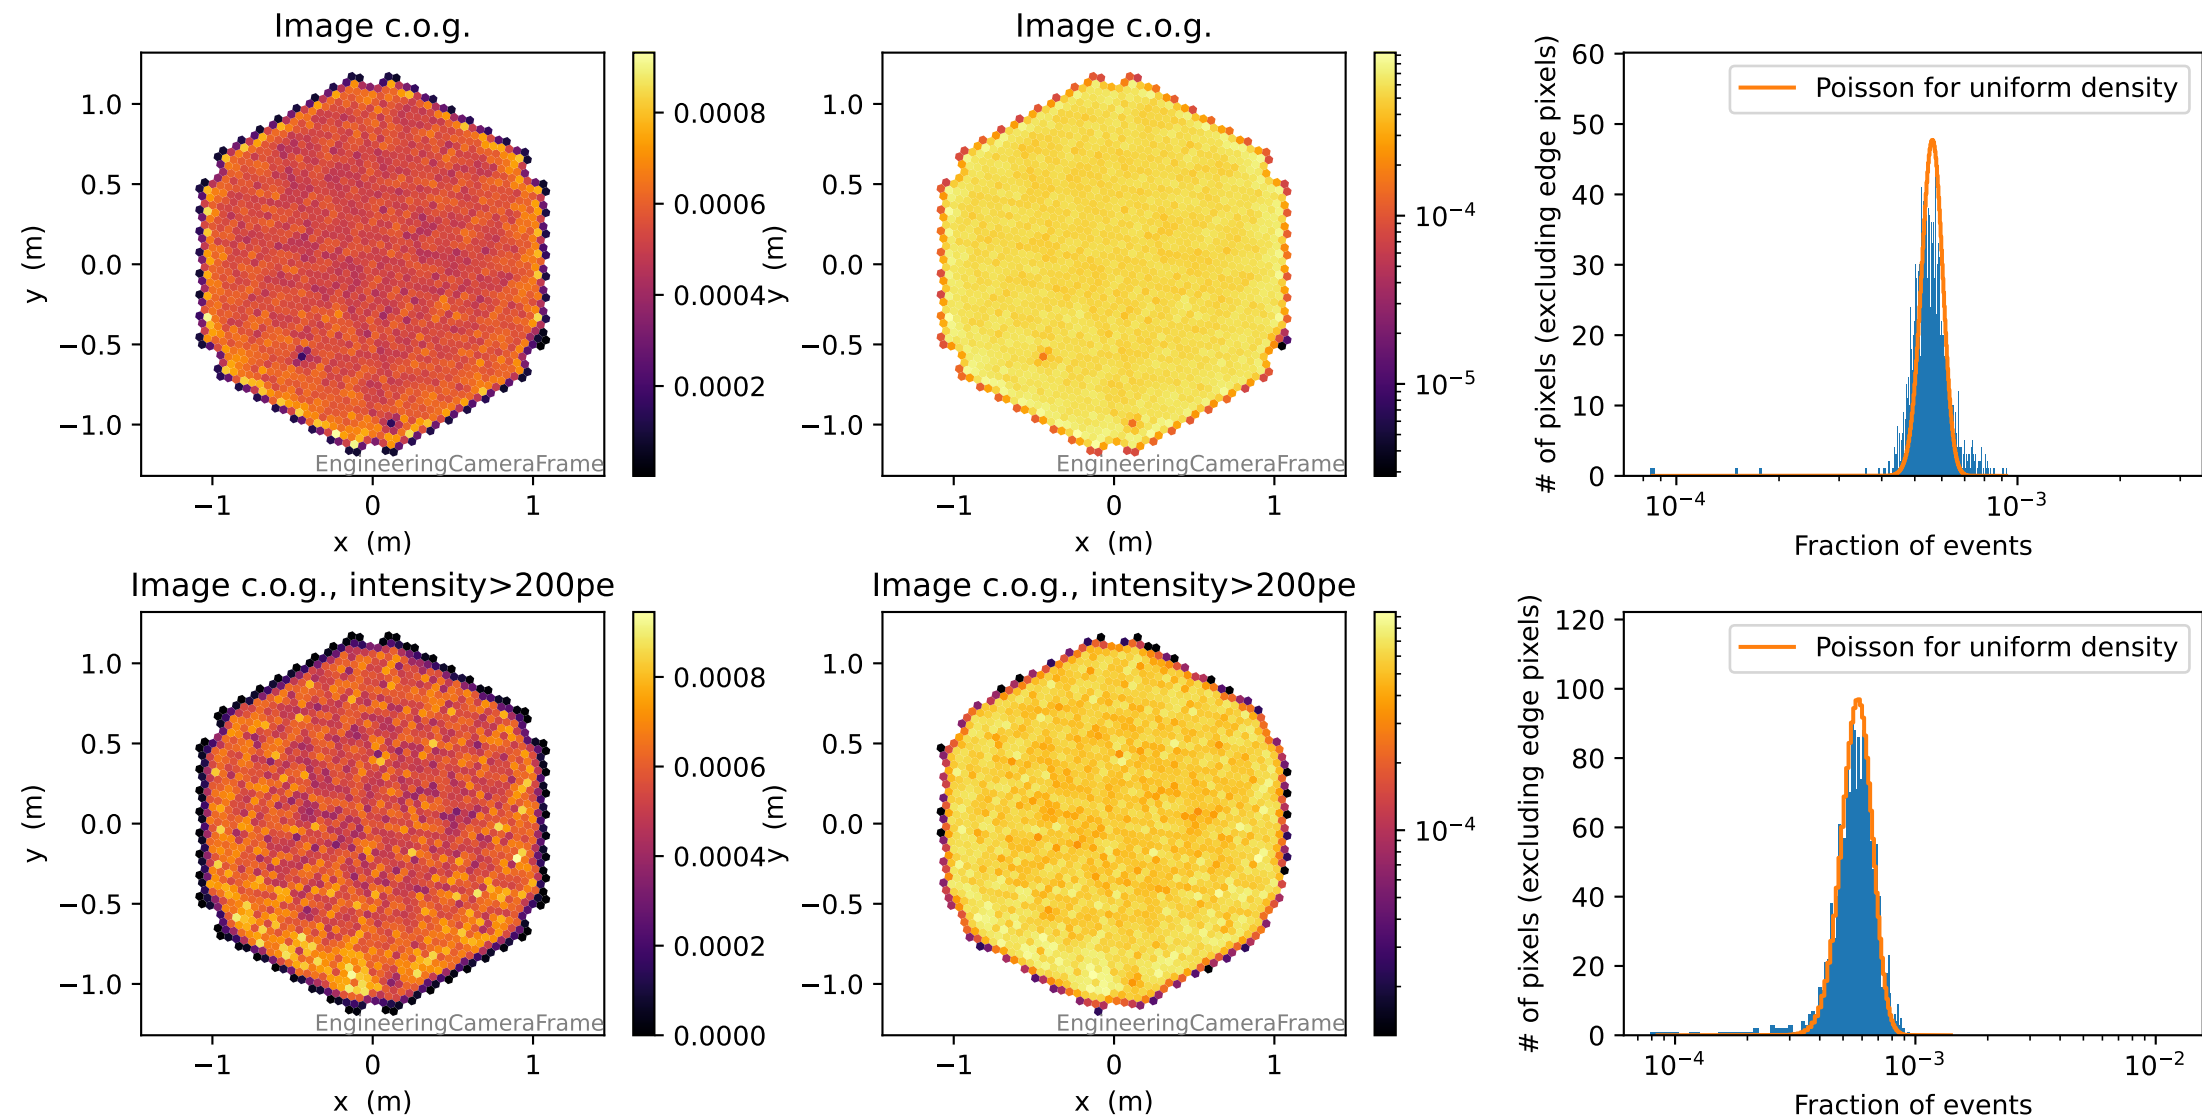 Image c.o.g.
1.0
0.5
0.0
−0.5
−1.0
y (m)
−1 0 1
x (m)
EngineeringCameraFrame
0.0008
0.0006
0.0004
0.0002
Image c.o.g.
1.0
0.5
0.0
−0.5
−1.0
y (m)
−1 0 1
x (m)
EngineeringCameraFrame
10⁻⁴
10⁻⁵
60
50
40
30
20
10
0
# of pixels (excluding edge pixels)
Poisson for uniform density
10⁻⁴ 10⁻³
Fraction of events
Image c.o.g., intensity>200pe
1.0
0.5
0.0
−0.5
−1.0
y (m)
−1 0 1
x (m)
EngineeringCameraFrame
0.0008
0.0006
0.0004
0.0002
0.0000
Image c.o.g., intensity>200pe
1.0
0.5
0.0
−0.5
−1.0
y (m)
−1 0 1
x (m)
EngineeringCameraFrame
10⁻⁴
120
100
80
60
40
20
0
# of pixels (excluding edge pixels)
Poisson for uniform density
10⁻⁴ 10⁻³ 10⁻²
Fraction of events